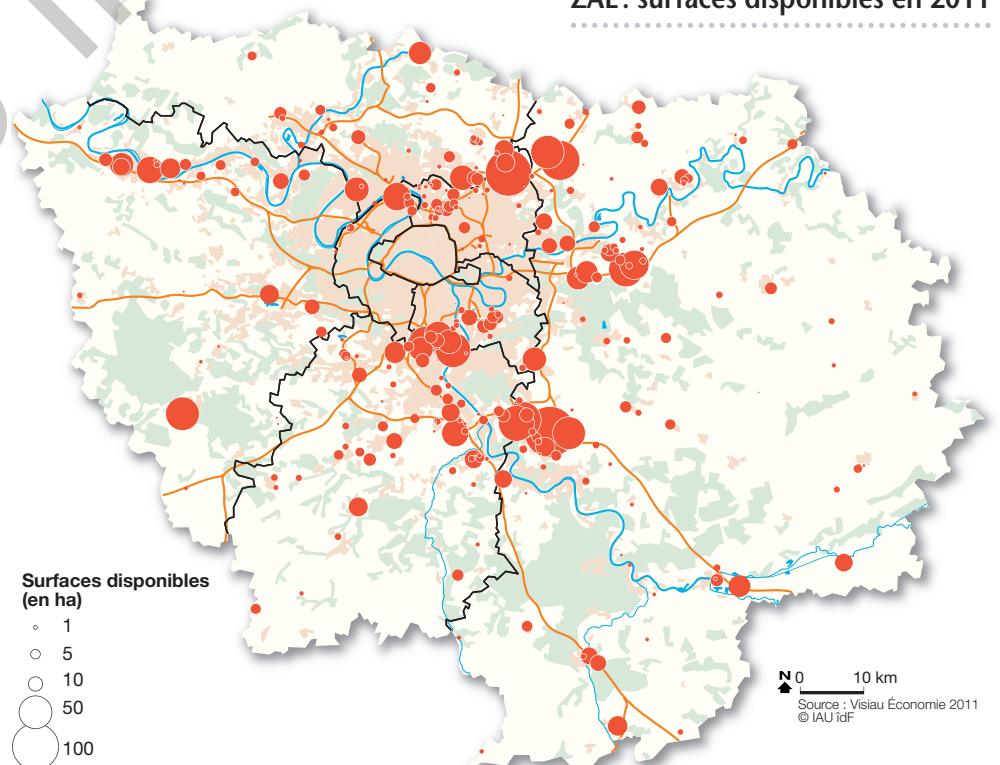 ZAE : surfaces disponibles en 2011
Surfaces disponibles
(en ha)
1
5
10
50
100
N 0 10 km
Source : Visiau Économie 2011
© IAU îdF